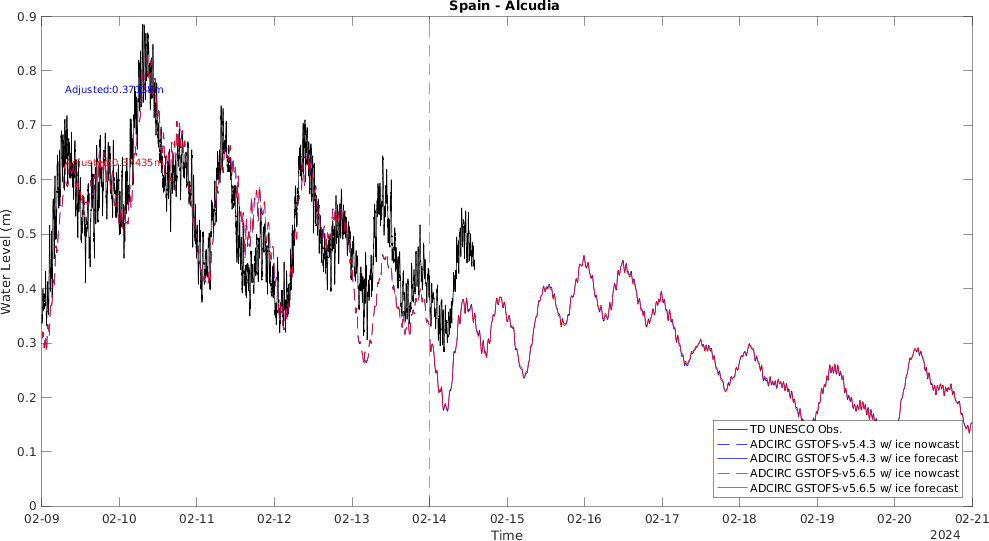 Spain - Alcudia
0.9
0.8
0.7
0.6
0.5
0.4
0.3
0.2
0.1
0
Water Level (m)
TD UNESCO Obs.
ADCIRC GSTOFS-v5.4.3 w/ ice nowcast
ADCIRC GSTOFS-v5.4.3 w/ ice forecast
ADCIRC GSTOFS-v5.6.5 w/ ice nowcast
ADCIRC GSTOFS-v5.6.5 w/ ice forecast
02-09 02-10 02-11 02-12 02-13 02-14 02-15 02-16 02-17 02-18 02-19 02-20 02-21
Time
2024